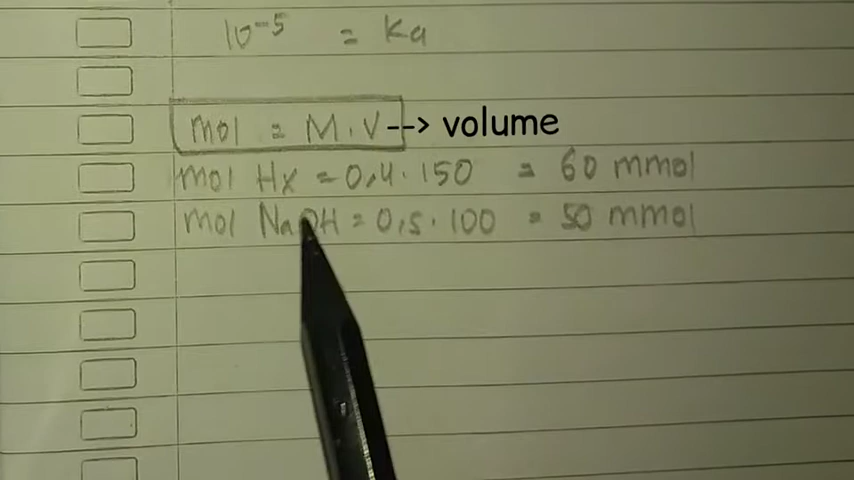 10⁻⁵ = Ka
mol = M.V --> volume
mol HX = 0,4.150 = 60 mmol
mol NaOH = 0,5.100 = 50 mmol